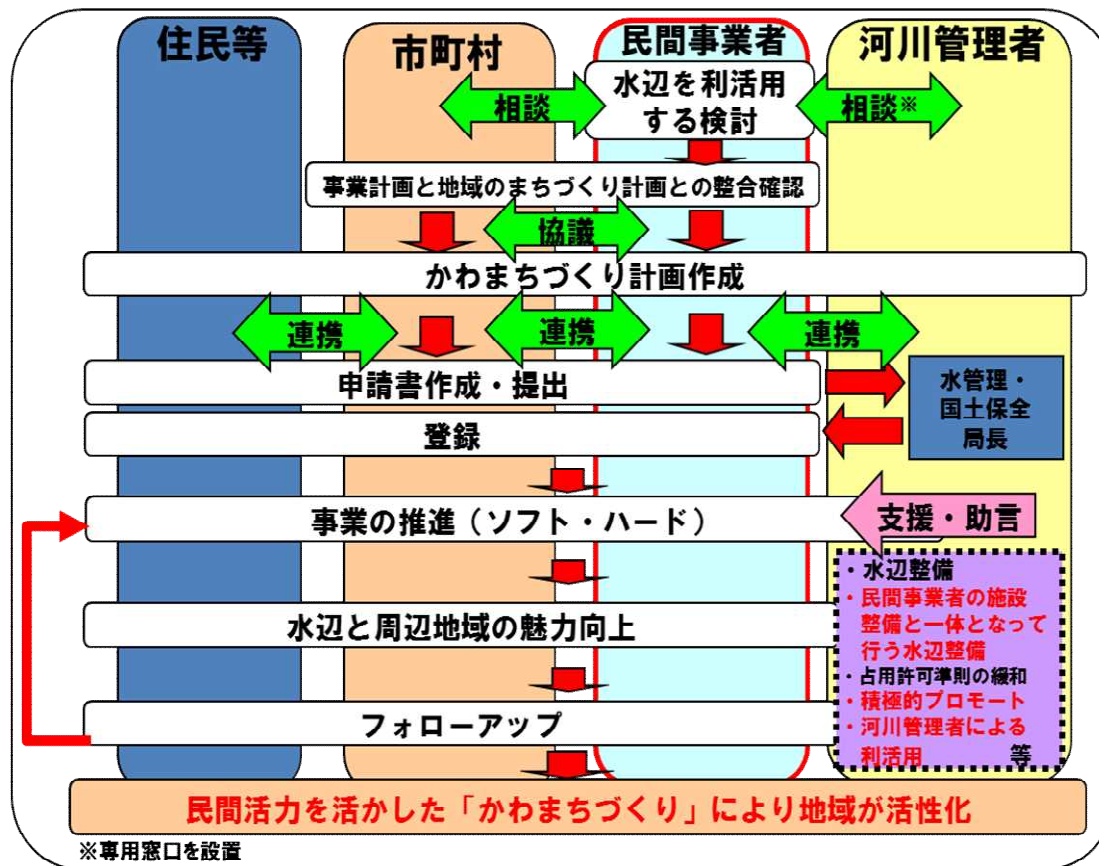 住民等
市町村
民間事業者
河川管理者
相談
水辺を利活用
する検討
相談※
事業計画と地域のまちづくり計画との整合確認
協議
かわまちづくり計画作成
連携
連携
連携
申請書作成・提出
水管理・
国土保全
局長
登録
事業の推進（ソフト・ハード）
支援・助言
・水辺整備
・民間事業者の施設
整備と一体となって
行う水辺整備
・占用許可準則の緩和
・積極的プロモート
・河川管理者による
利活用 等
水辺と周辺地域の魅力向上
フォローアップ
民間活力を活かした「かわまちづくり」により地域が活性化
※専用窓口を設置